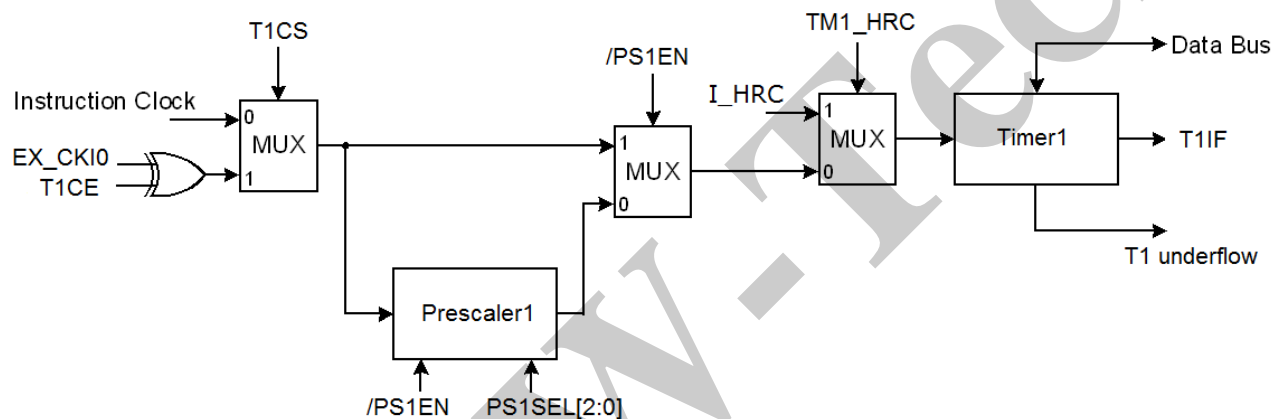 T1CS
TM1_HRC
/PS1EN
Data Bus
Instruction Clock
0
I_HRC
1
MUX
EX_CKI0
T1CE
1
1
MUX
0
MUX
0
Timer1
T1IF
T1 underflow
Prescaler1
/PS1EN
PS1SEL[2:0]